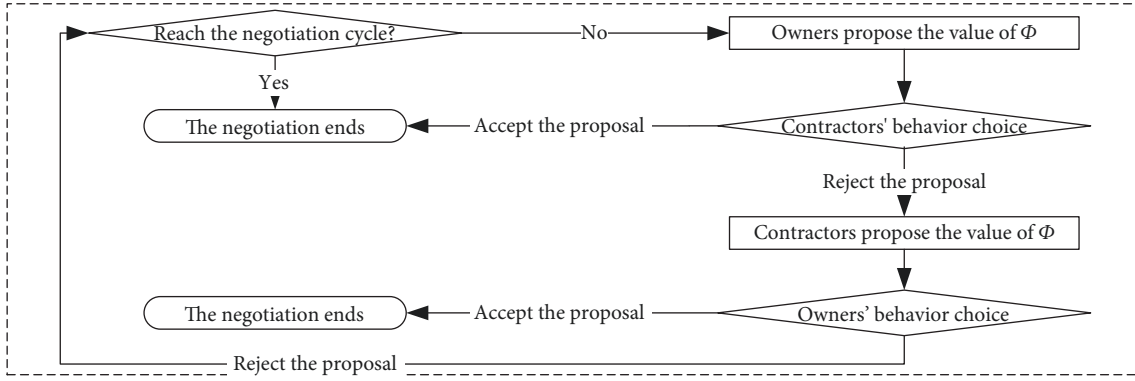 Reach the negotiation cycle?
No
Owners propose the value of Φ
Yes
The negotiation ends
Accept the proposal
Contractors' behavior choice
Reject the proposal
Contractors propose the value of Φ
The negotiation ends
Accept the proposal
Owners’ behavior choice
Reject the proposal